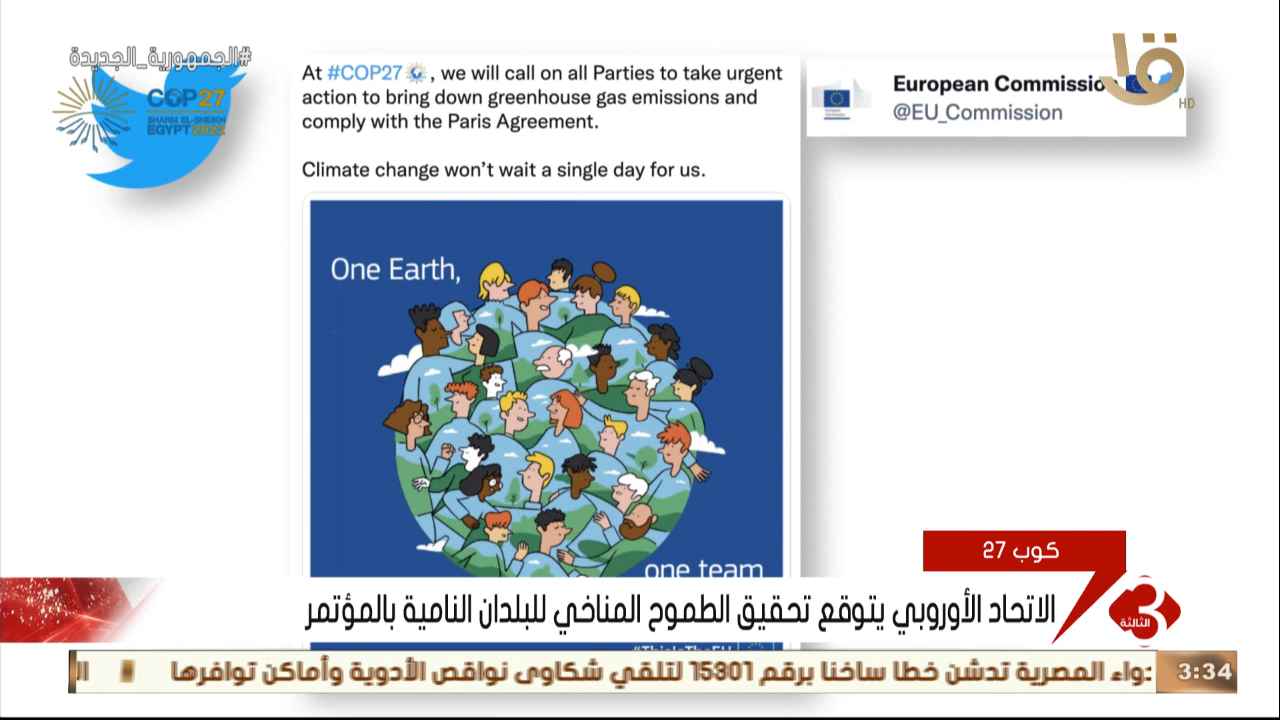 #الجمهورية_الجديدة
COP27
SHARM EL-SHEIKH
EGYPT 2022
At #COP27, we will call on all Parties to take urgent
action to bring down greenhouse gas emissions and
comply with the Paris Agreement.
Climate change won’t wait a single day for us.
European Commission
@EU_Commission
HD
One Earth,
one team
كوب 27
الاتحاد الأوروبي يتوقع تحقيق الطموح المناخي للبلدان النامية بالمؤتمر
3
الثالثة
#ThisIsTheEU
المصرية تدشن خطا ساخنا برقم 15301 لتلقي شكاوى نواقص الأدوية وأماكن توافرها
3:34